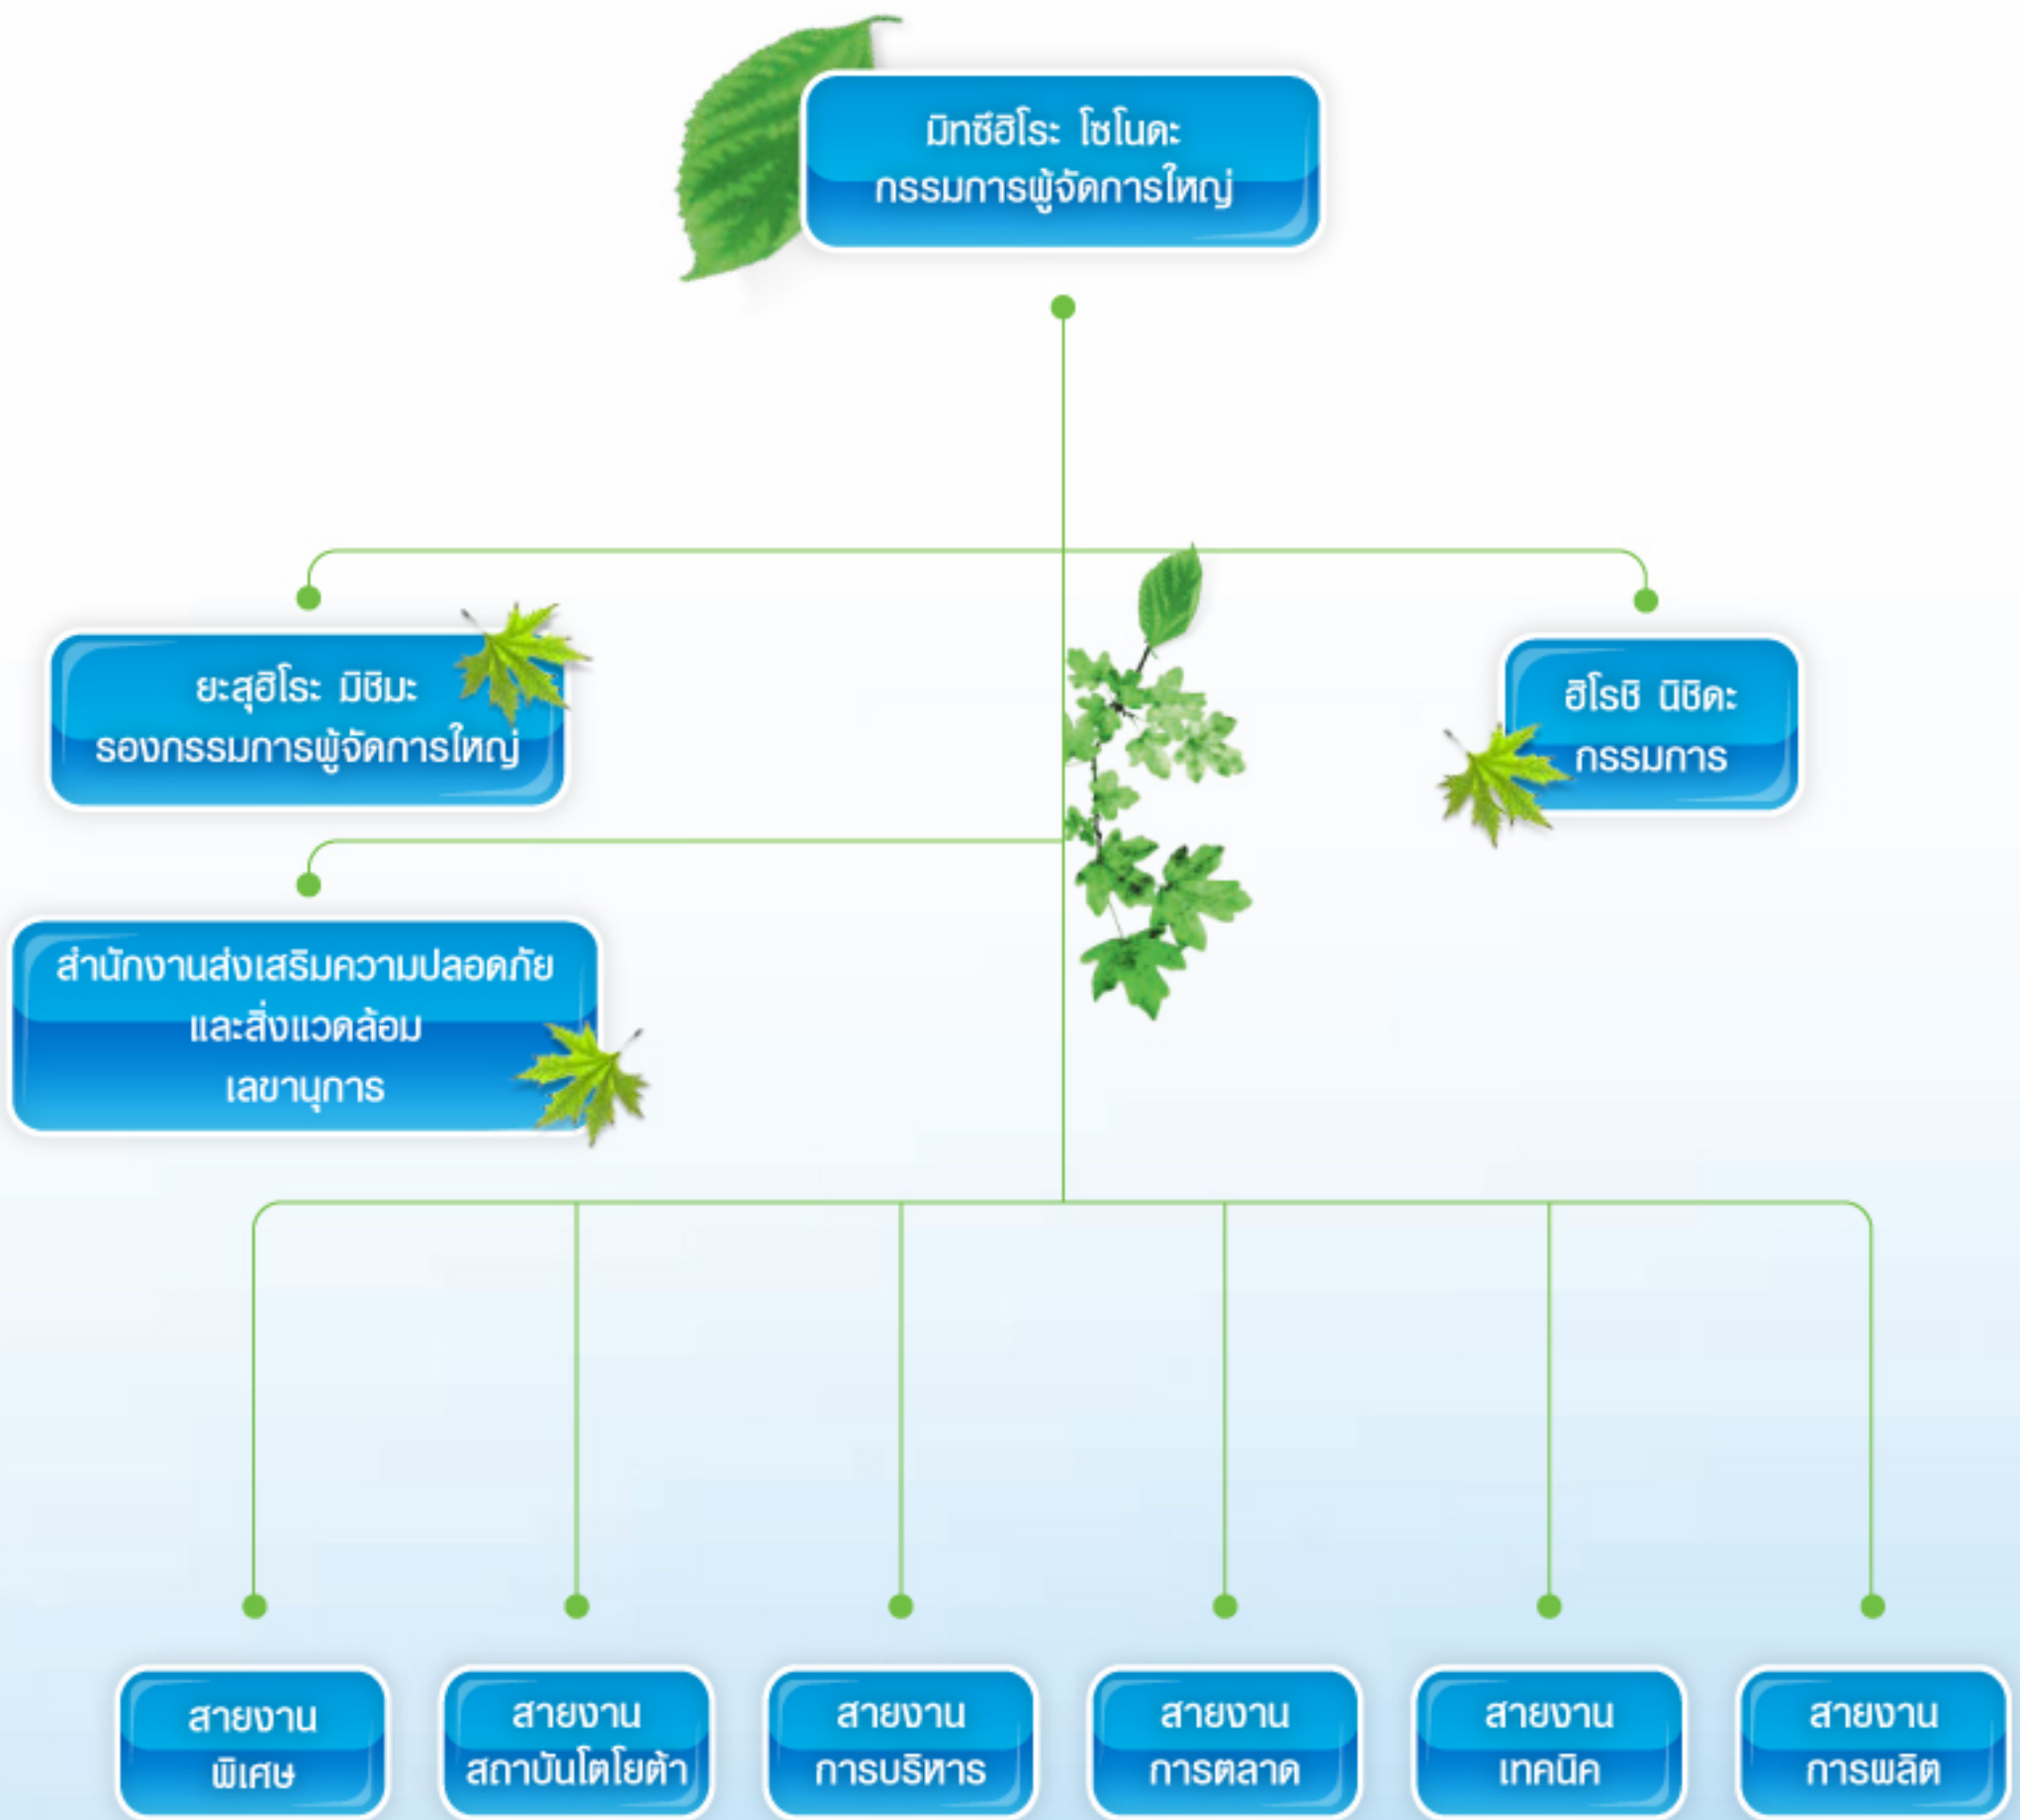 มิทซึฮิโระ โซโนดะ
กรรมการผู้จัดการใหญ่
ยะสุฮิโระ มิชิมะ
รองกรรมการผู้จัดการใหญ่
ฮิโรชิ นิชิดะ
กรรมการ
สำนักงานส่งเสริมความปลอดภัย
และสิ่งแวดล้อม
เลขานุการ
สายงาน
พิเศษ
สายงาน
สถาบันโตโยต้า
สายงาน
การบริหาร
สายงาน
การตลาด
สายงาน
เทคนิค
สายงาน
การผลิต